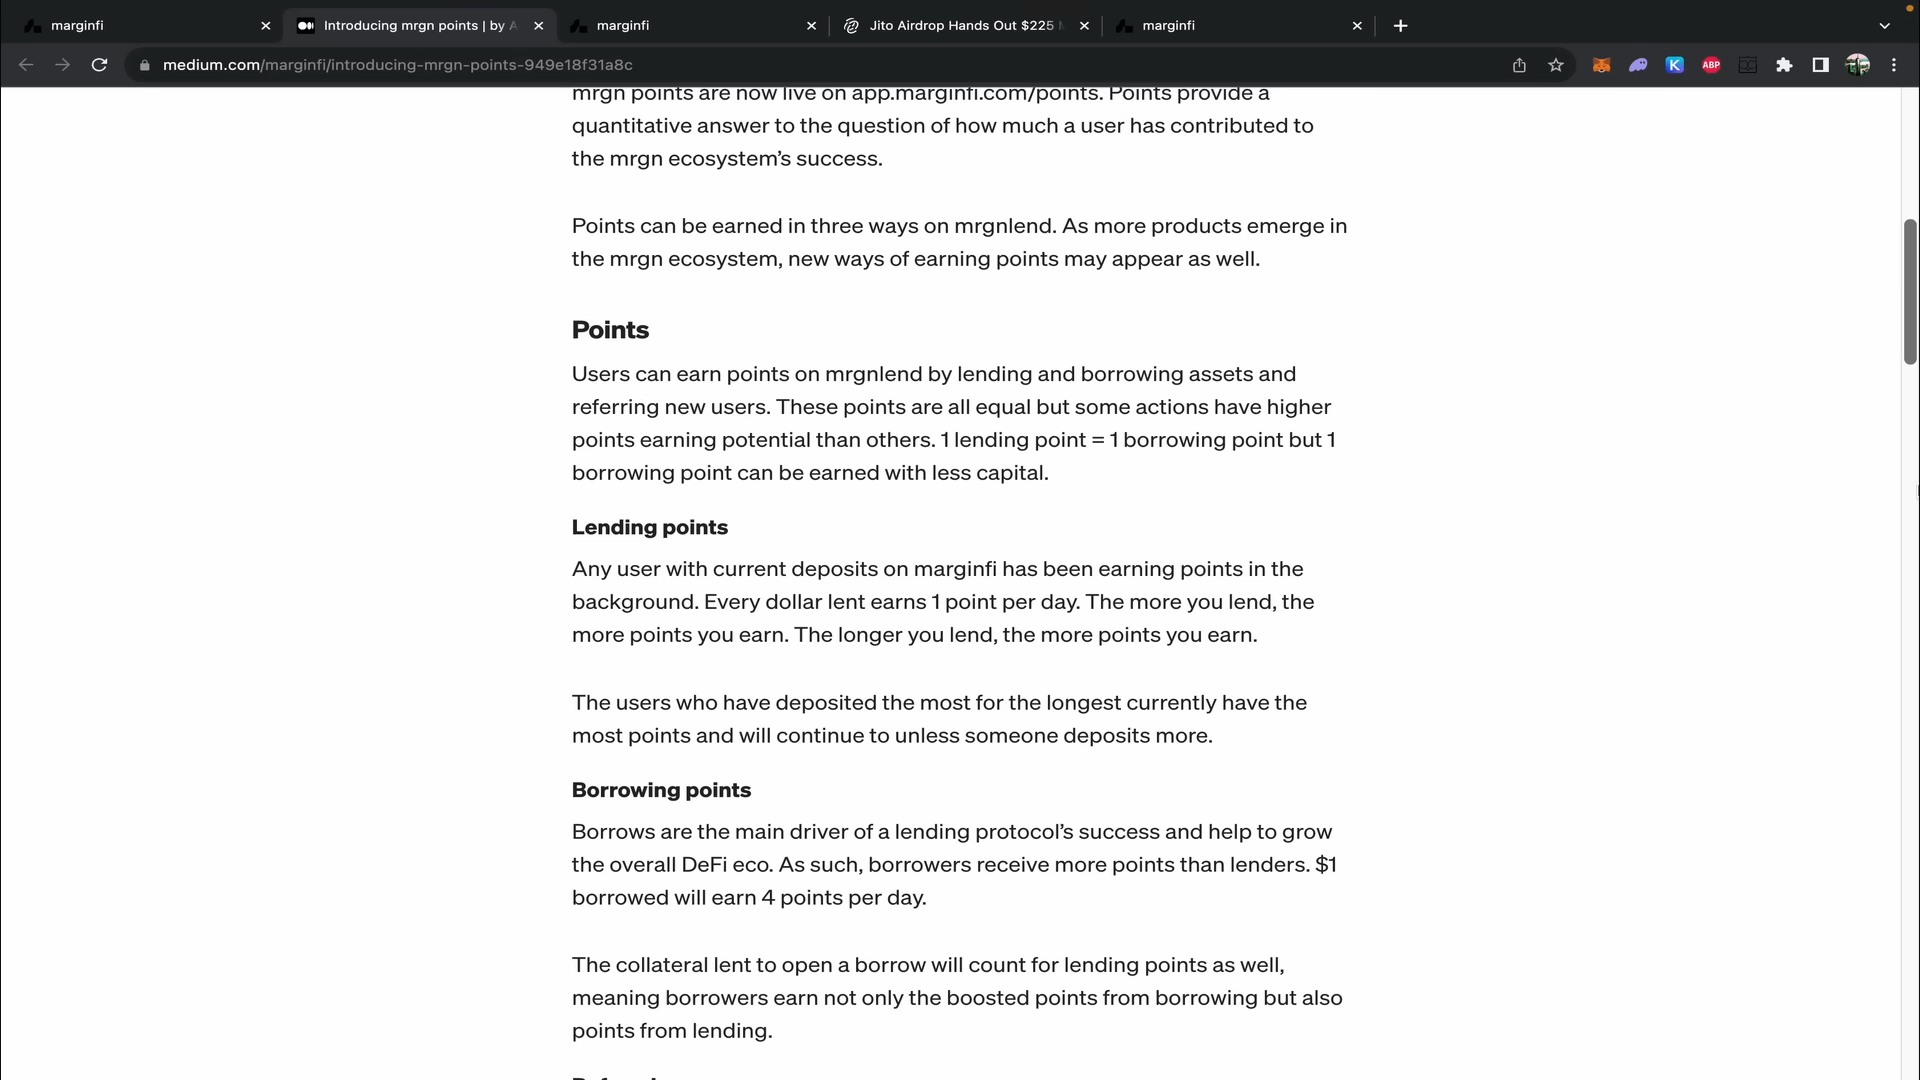 marginfi
Introducing mrgn points | by A
marginfi
Jito Airdrop Hands Out $225 M
marginfi
medium.com/marginfi/introducing-mrgn-points-949e18f31a8c
K
ABP
mrgn points are now live on app.marginfi.com/points. Points provide a
quantitative answer to the question of how much a user has contributed to
the mrgn ecosystem’s success.
Points can be earned in three ways on mrgnlend. As more products emerge in
the mrgn ecosystem, new ways of earning points may appear as well.
Points
Users can earn points on mrgnlend by lending and borrowing assets and
referring new users. These points are all equal but some actions have higher
points earning potential than others. 1 lending point = 1 borrowing point but 1
borrowing point can be earned with less capital.
Lending points
Any user with current deposits on marginfi has been earning points in the
background. Every dollar lent earns 1 point per day. The more you lend, the
more points you earn. The longer you lend, the more points you earn.
The users who have deposited the most for the longest currently have the
most points and will continue to unless someone deposits more.
Borrowing points
Borrows are the main driver of a lending protocol’s success and help to grow
the overall DeFi eco. As such, borrowers receive more points than lenders. $1
borrowed will earn 4 points per day.
The collateral lent to open a borrow will count for lending points as well,
meaning borrowers earn not only the boosted points from borrowing but also
points from lending.